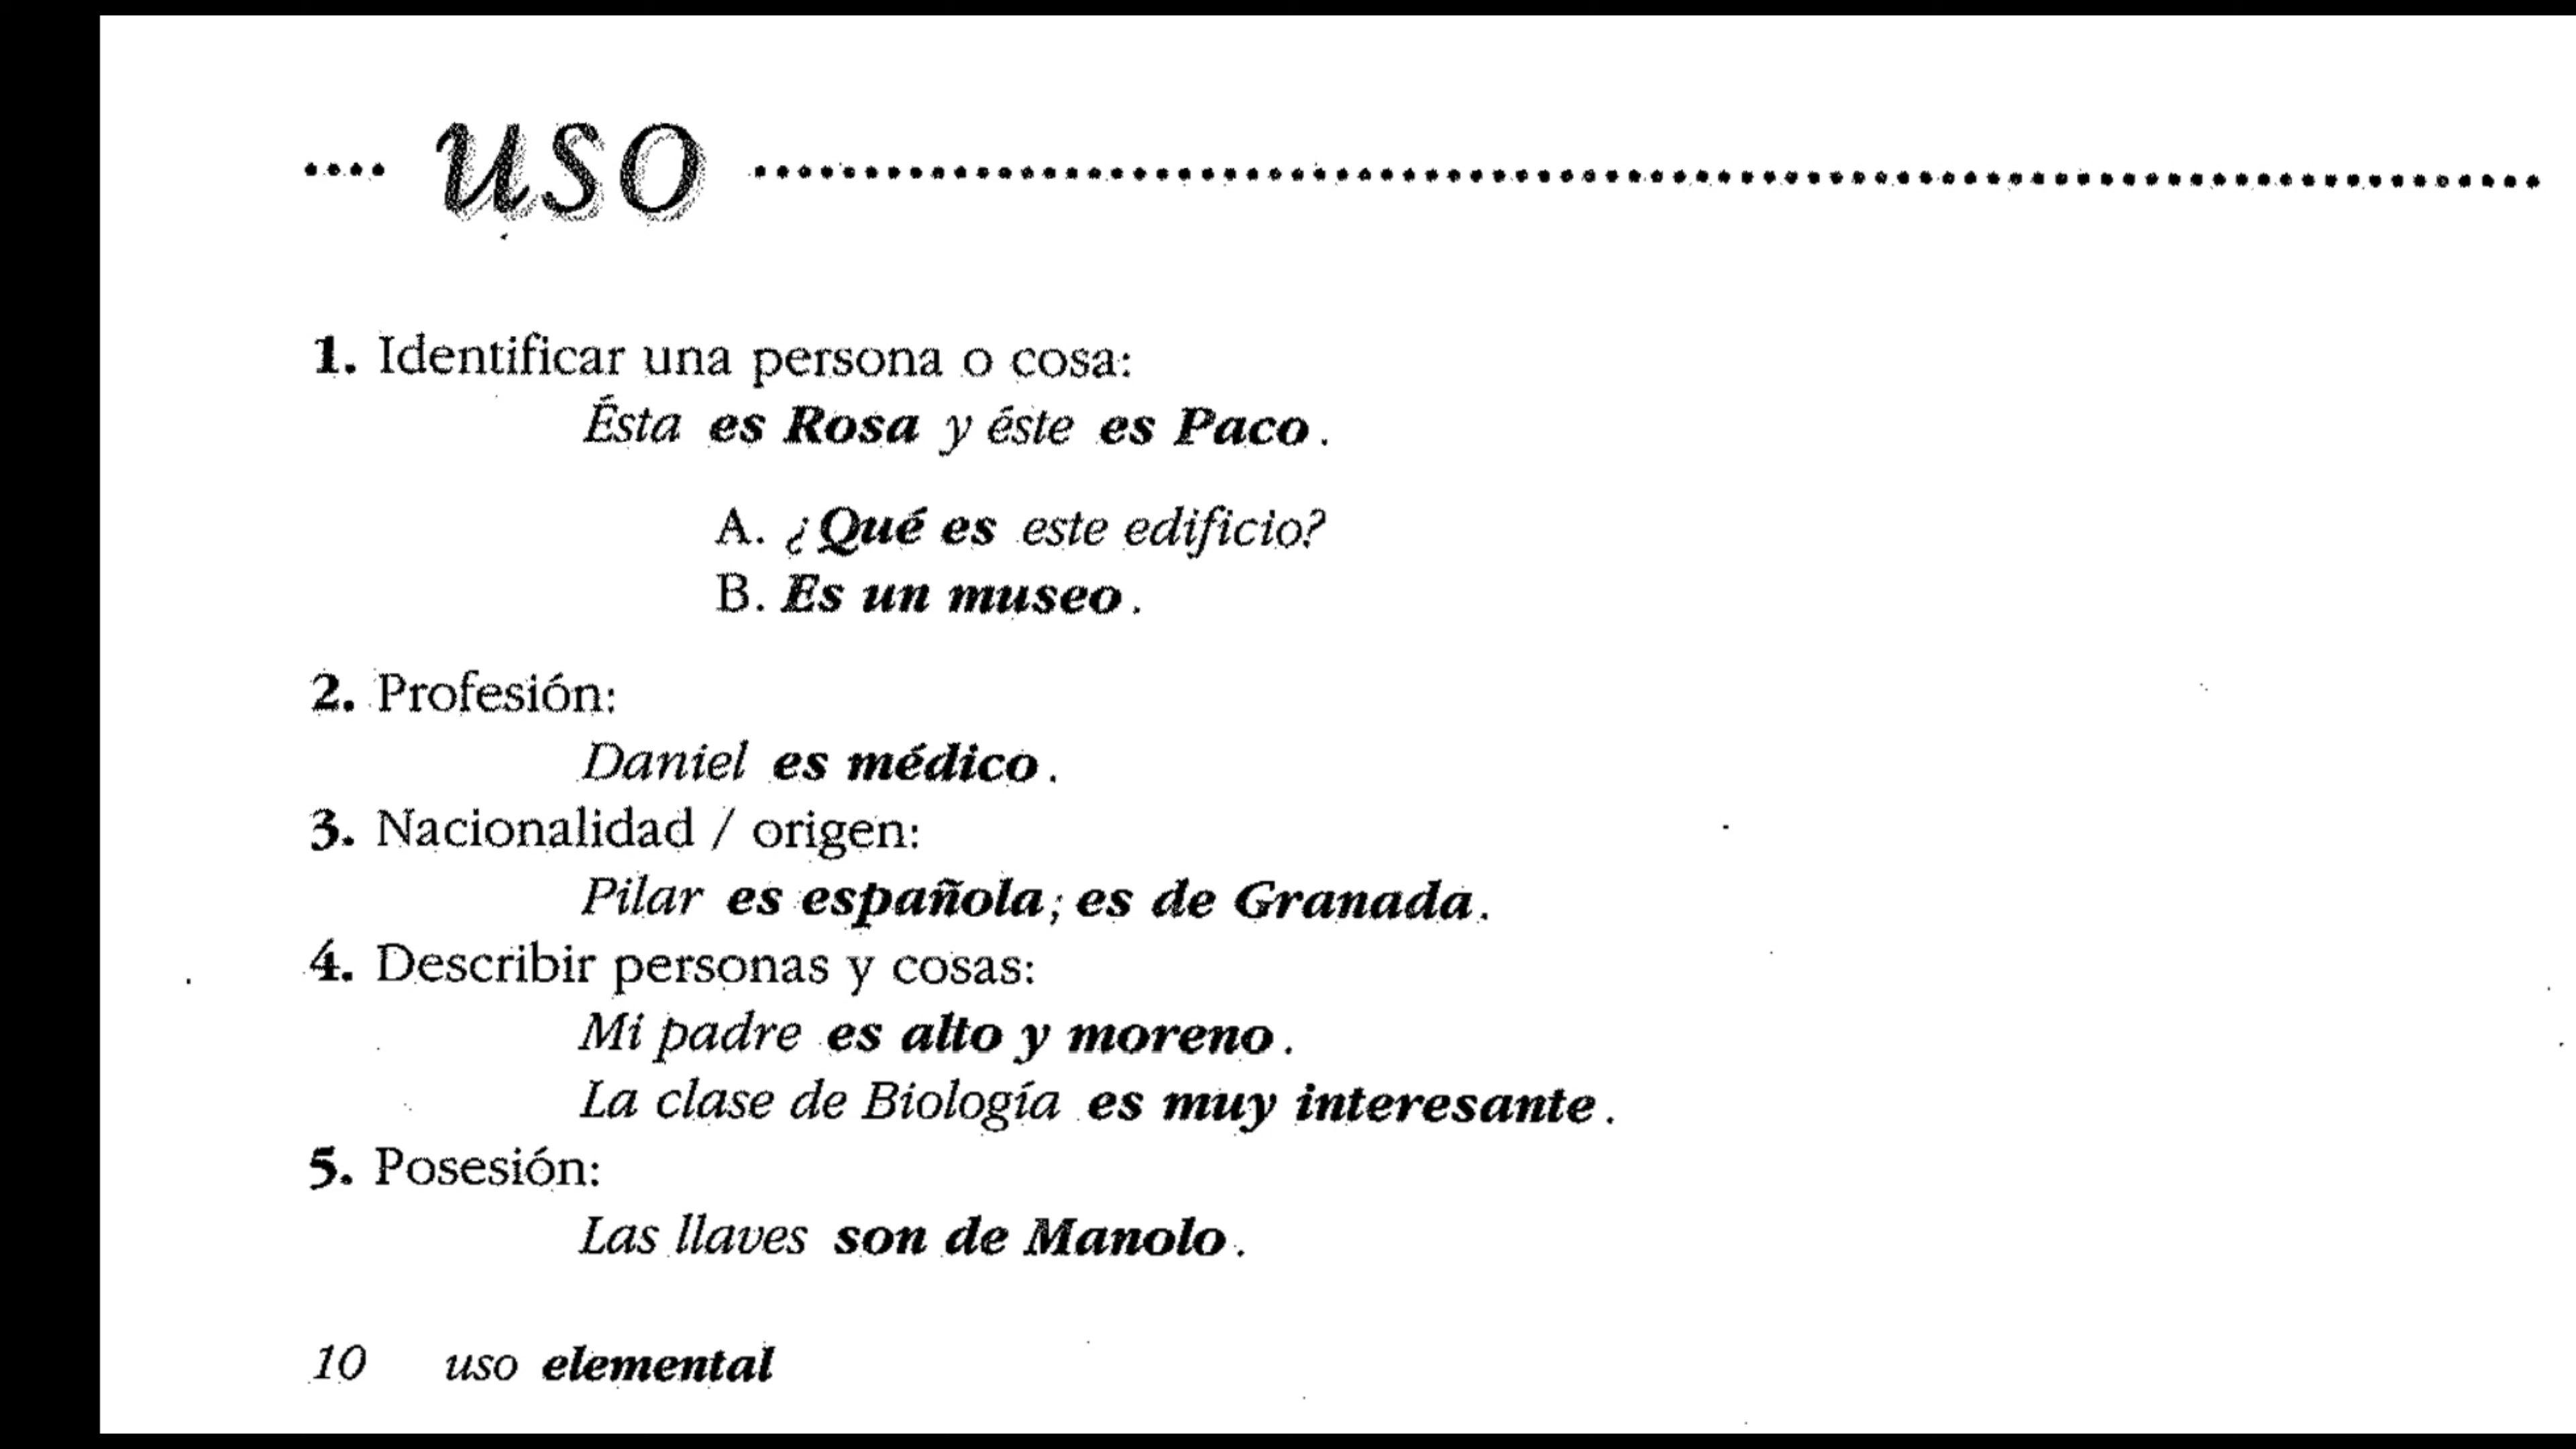 uso
1. Identificar una persona o cosa:
Ésta es Rosa y éste es Paco.
A. ¿Qué es este edificio?
B. Es un museo.
2. Profesión:
Daniel es médico.
3. Nacionalidad / origen:
Pilar es española; es de Granada.
4. Describir personas y cosas:
Mi padre es alto y moreno.
La clase de Biología es muy interesante.
5. Posesión:
Las llaves son de Manolo.
10 uso elemental